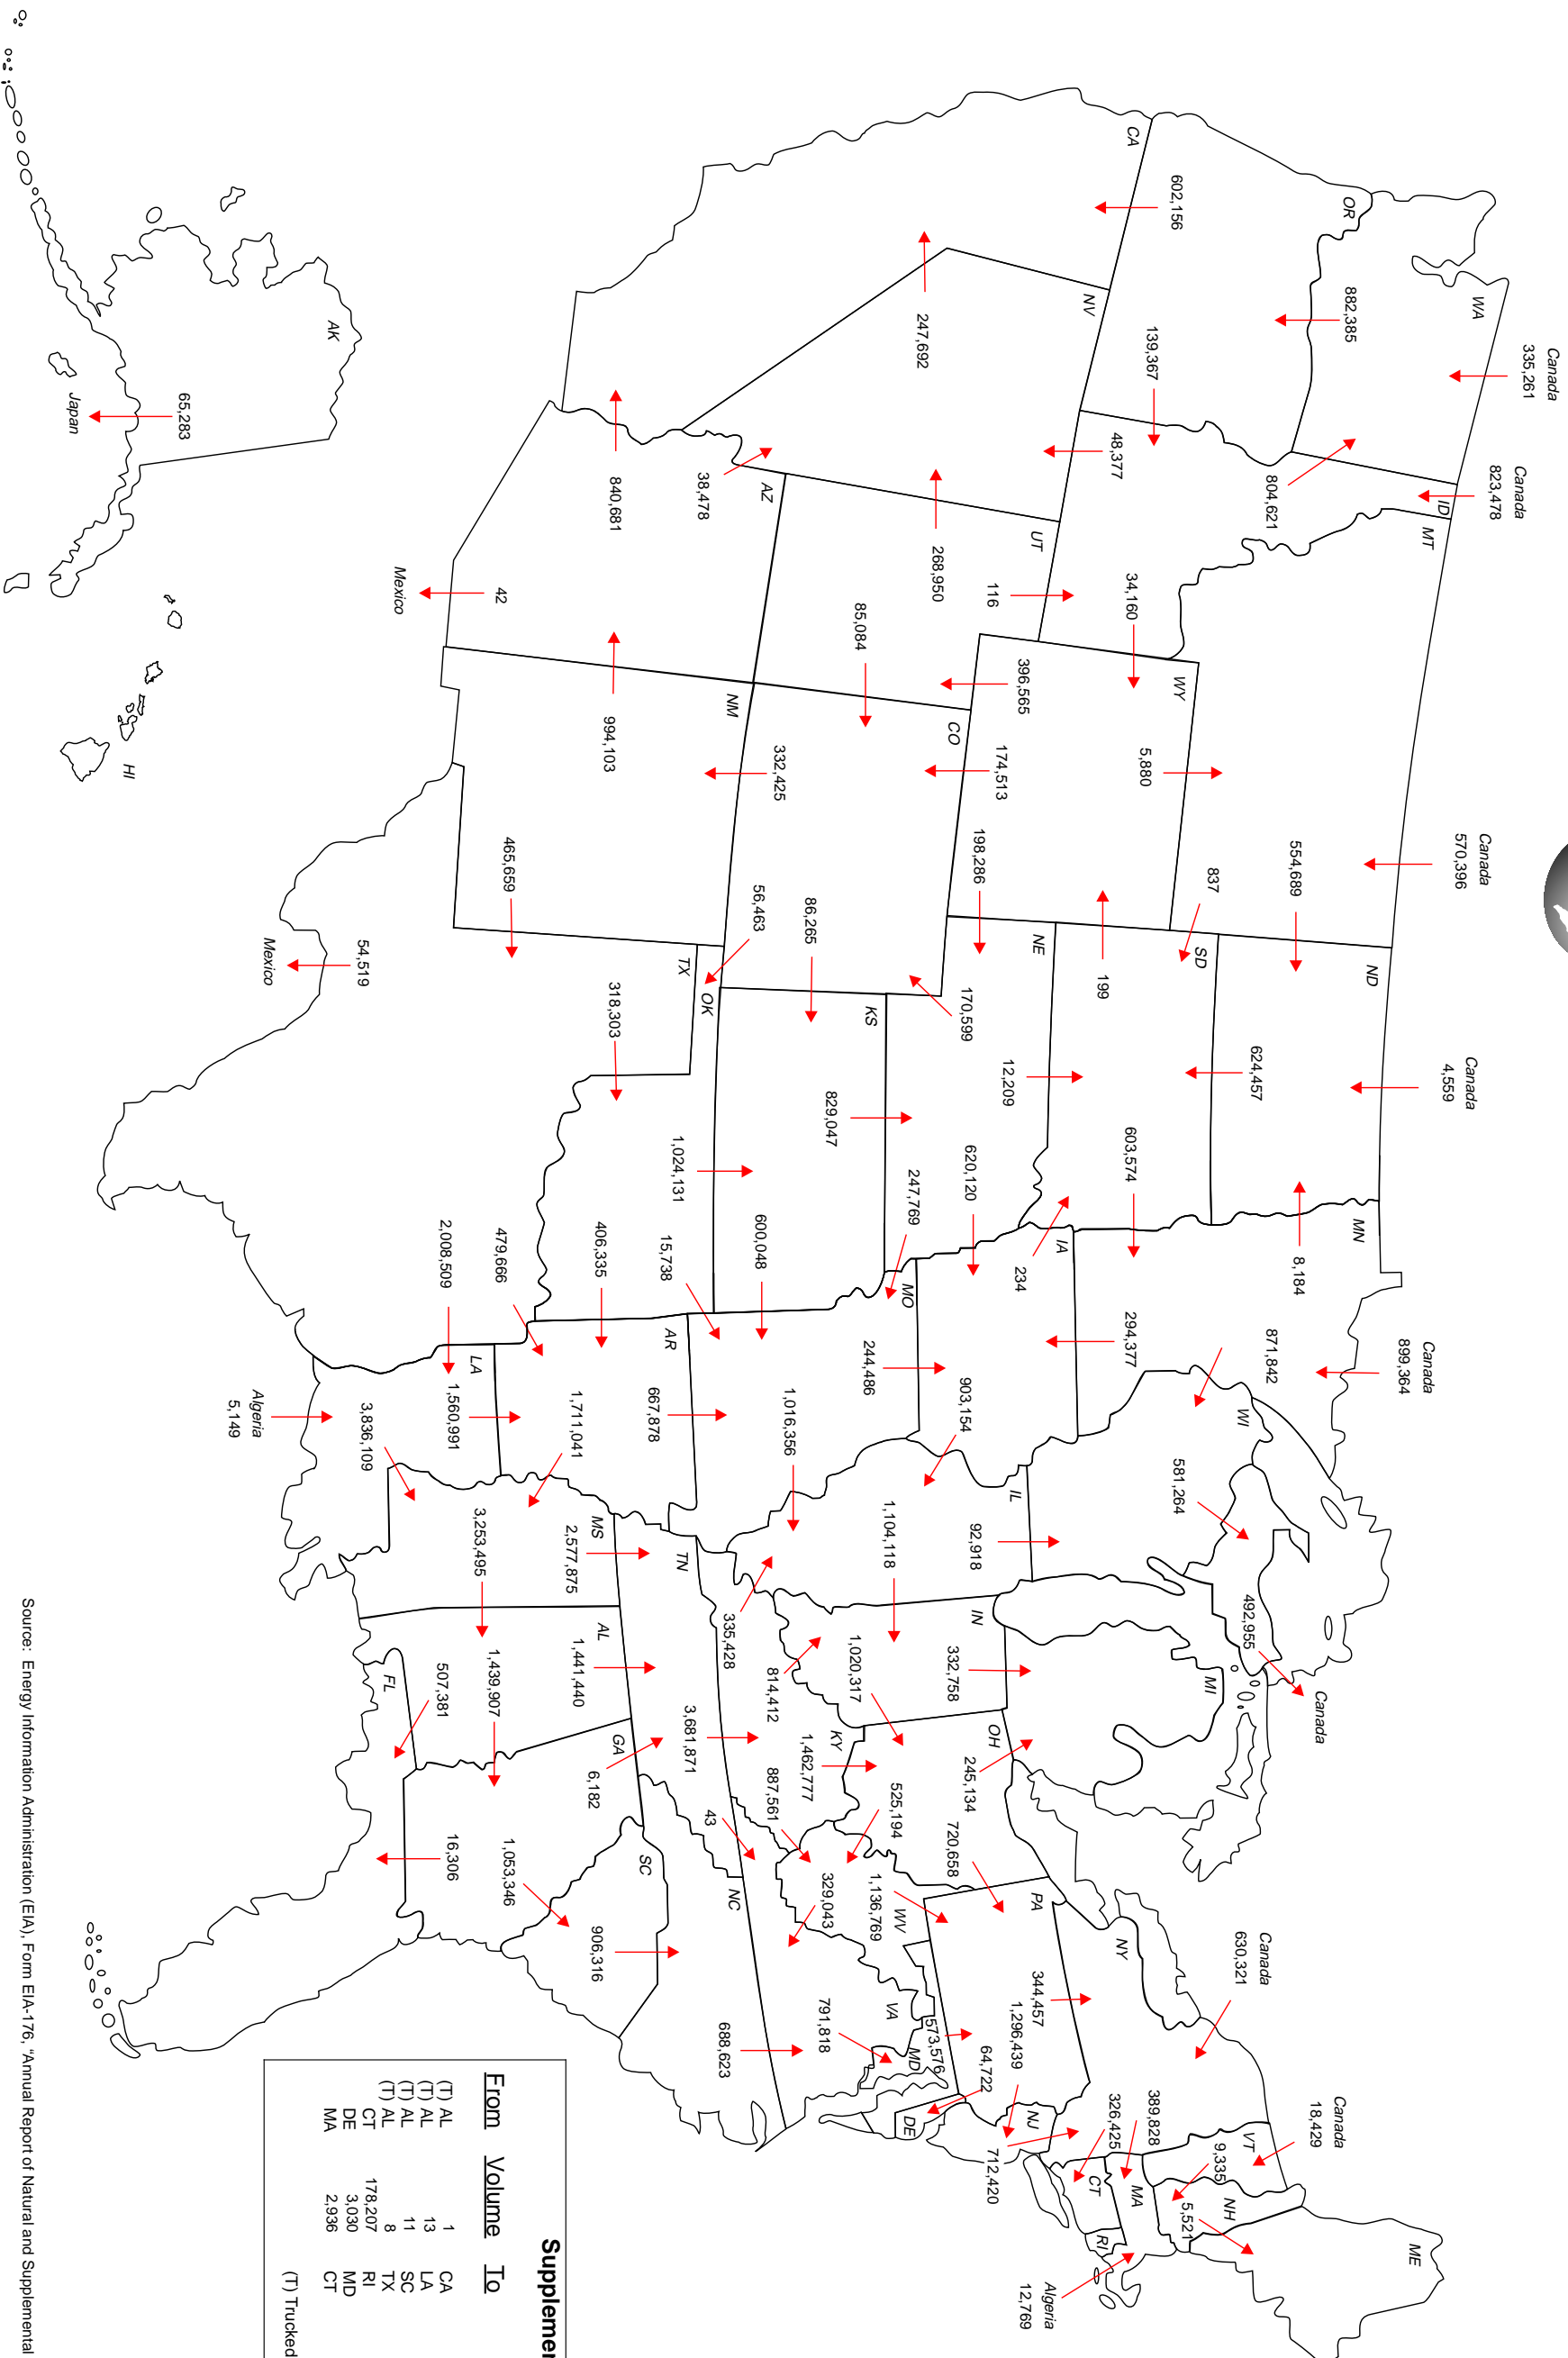 Canada
335,261
Canada
823,478
Canada
570,396
Canada
4,559
Canada
899,364
Canada
Canada
630,321
Canada
18,429
WA
OR
ID
MT
ND
MN
882,385
804,621
554,689
8,184
871,842
WI
581,264
492,955
MI
NY
VT
9,335
NH
5,521
ME
CA
602,156
139,367
34,160
WY
5,880
837
SD
624,457
603,574
294,377
NV
48,377
116
199
NE
12,209
234
IA
92,918
IL
IN
332,758
OH
245,134
720,658
PA
344,457
1,296,439
NJ
712,420
326,425
389,828
CT
MA
RI
Algeria
12,769
247,692
268,950
UT
396,565
174,513
CO
198,286
170,599
620,120
247,769
MO
244,486
903,154
1,104,118
1,020,317
525,194
1,136,769
WV
573,576
MD
64,722
DE
85,084
86,265
KS
829,047
600,048
1,016,356
335,428
814,412
1,462,777
KY
887,561
329,043
VA
791,818
840,681
38,478
AZ
NM
332,425
56,463
OK
TX
318,303
1,024,131
15,738
AR
667,878
TN
3,681,871
43
NC
688,623
994,103
465,659
406,335
479,666
1,711,041
MS
2,577,875
AL
1,441,440
GA
6,182
SC
906,316
42
Mexico
54,519
Mexico
2,008,509
LA
1,560,991
3,836,109
3,253,495
1,439,907
507,381
FL
16,306
1,053,346
Algeria
5,149
AK
65,283
Japan
HI
Supplemen
From Volume To
(T) AL 1 CA
(T) AL 13 LA
(T) AL 11 SC
(T) AL 8 TX
CT 178,207 RI
DE 3,030 MD
MA 2,936 CT
(T) Trucked
Source: Energy Information Administration (EIA), Form EIA-176, "Annual Report of Natural and Supplemental